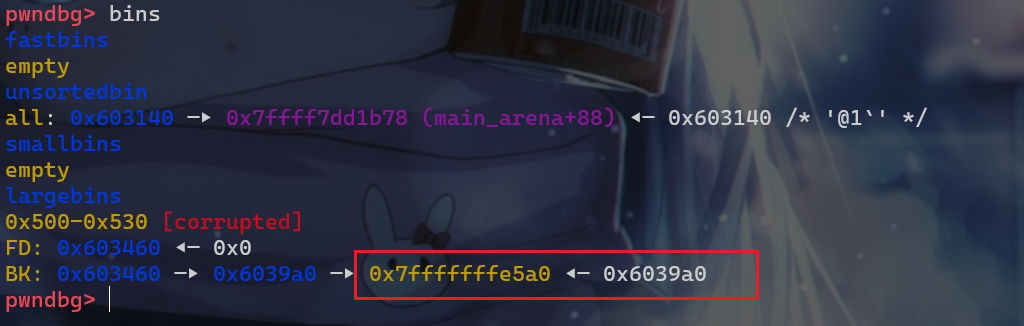 pwndbg> bins
fastbins
empty
unsortedbin
all: 0x603140 —▸ 0x7ffff7dd1b78 (main_arena+88) ◂— 0x603140 /* '@1`' */
smallbins
empty
largebins
0x500-0x530 [corrupted]
FD: 0x603460 ◂— 0x0
BK: 0x603460 —▸ 0x6039a0 —▸ 0x7fffffffe5a0 ◂— 0x6039a0
pwndbg>